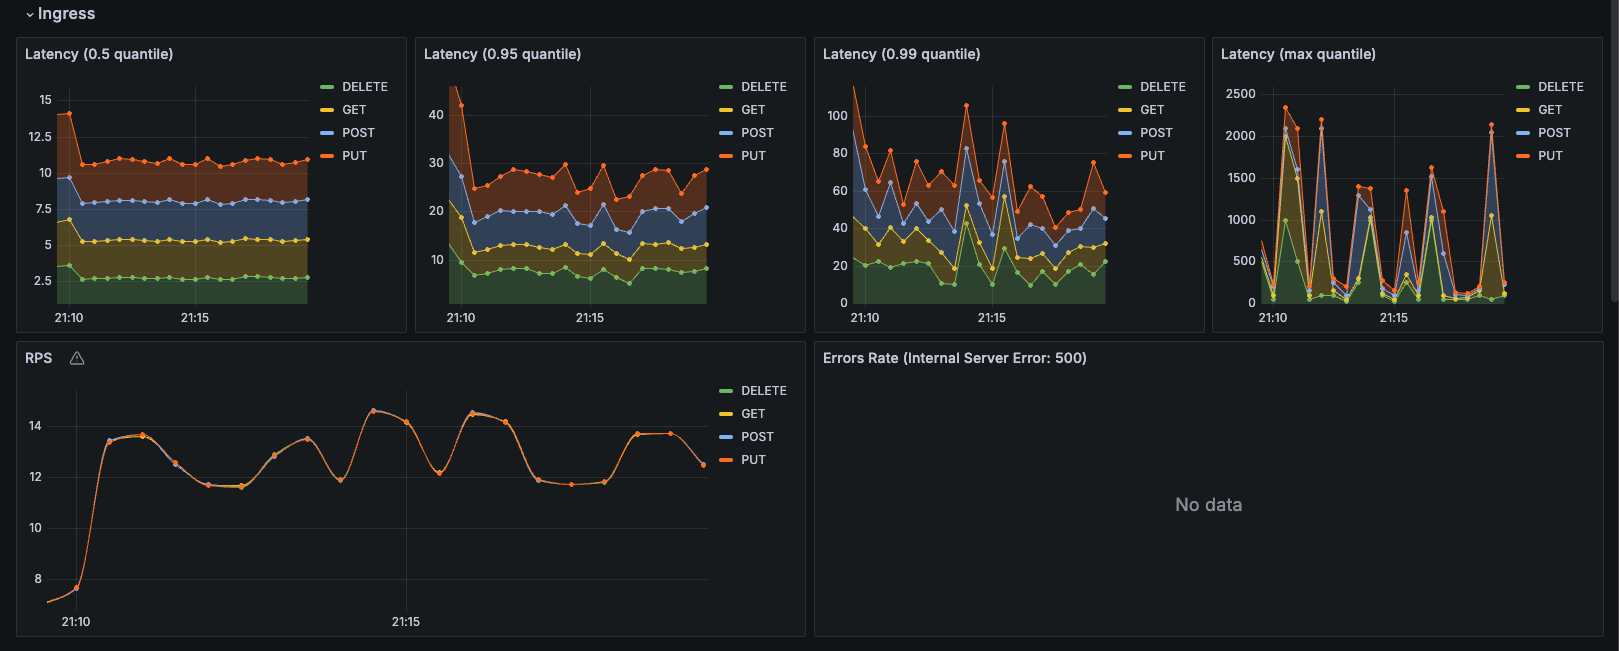 Ingress
Latency (0.5 quantile)
15
12.5
10
7.5
5
2.5
21:10
21:15
DELETE
GET
POST
PUT
Latency (0.95 quantile)
40
30
20
10
21:10
21:15
DELETE
GET
POST
PUT
Latency (0.99 quantile)
100
80
60
40
20
0
21:10
21:15
DELETE
GET
POST
PUT
Latency (max quantile)
2500
2000
1500
1000
500
0
21:10
21:15
DELETE
GET
POST
PUT
RPS
14
12
10
8
21:10
21:15
DELETE
GET
POST
PUT
Errors Rate (Internal Server Error: 500)
No data